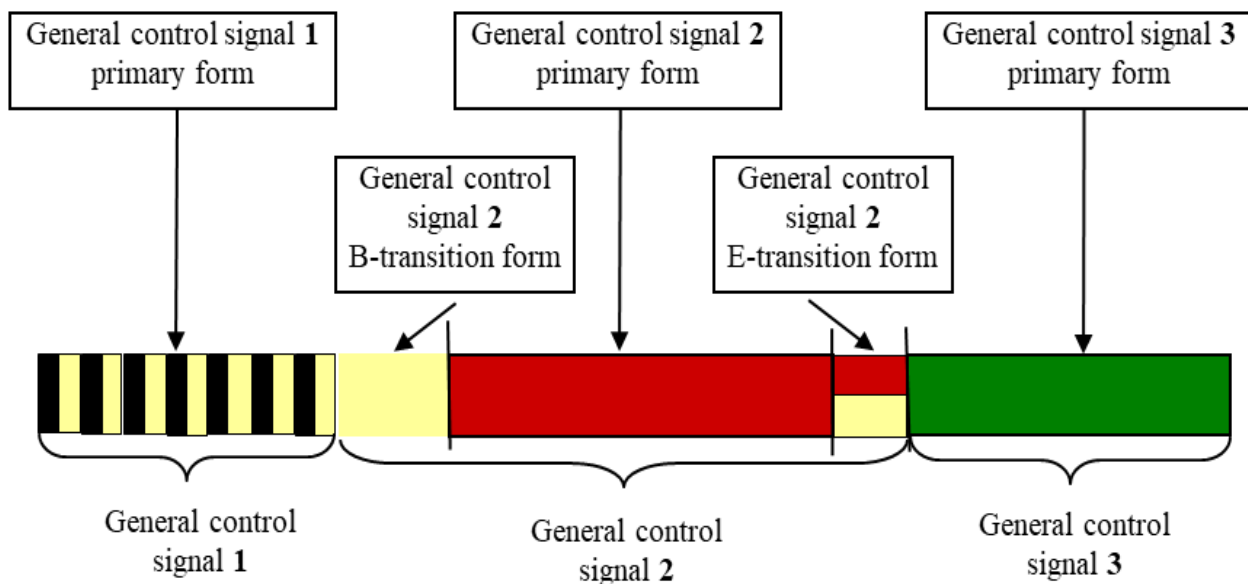 General control signal 1
primary form
General control signal 2
primary form
General control signal 3
primary form
General control
signal 2
B-transition form
General control
signal 2
E-transition form
General control
signal 1
General control
signal 2
General control
signal 3